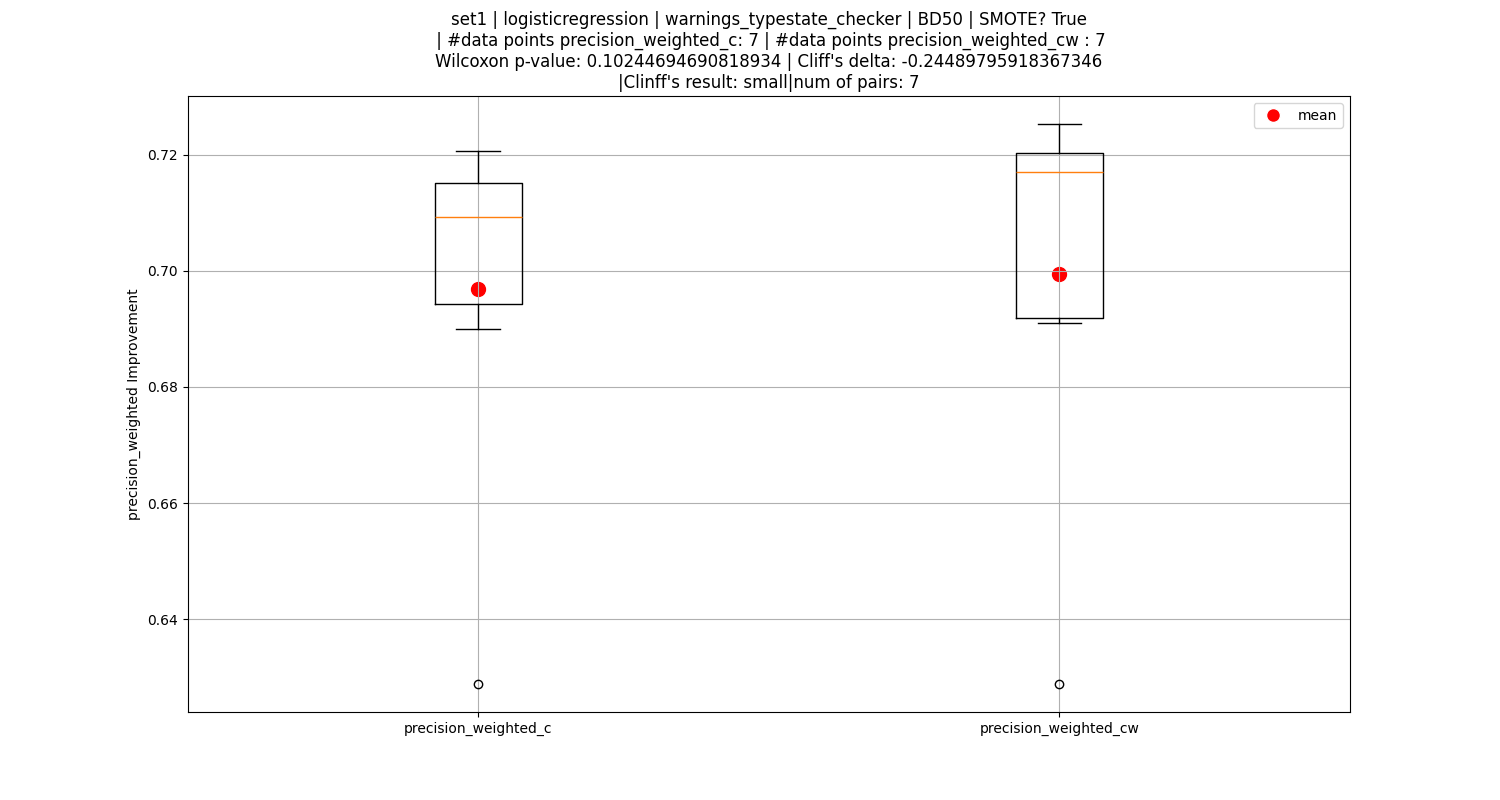 set1 | logisticregression | warnings_typestate_checker | BD50 | SMOTE? True
| #data points precision_weighted_c: 7 | #data points precision_weighted_cw : 7
Wilcoxon p-value: 0.10244694690818934 | Cliff's delta: -0.24489795918367346
|Clinff's result: small|num of pairs: 7
mean
0.72
0.70
0.68
0.66
0.64
precision_weighted Improvement
precision_weighted_c
precision_weighted_cw